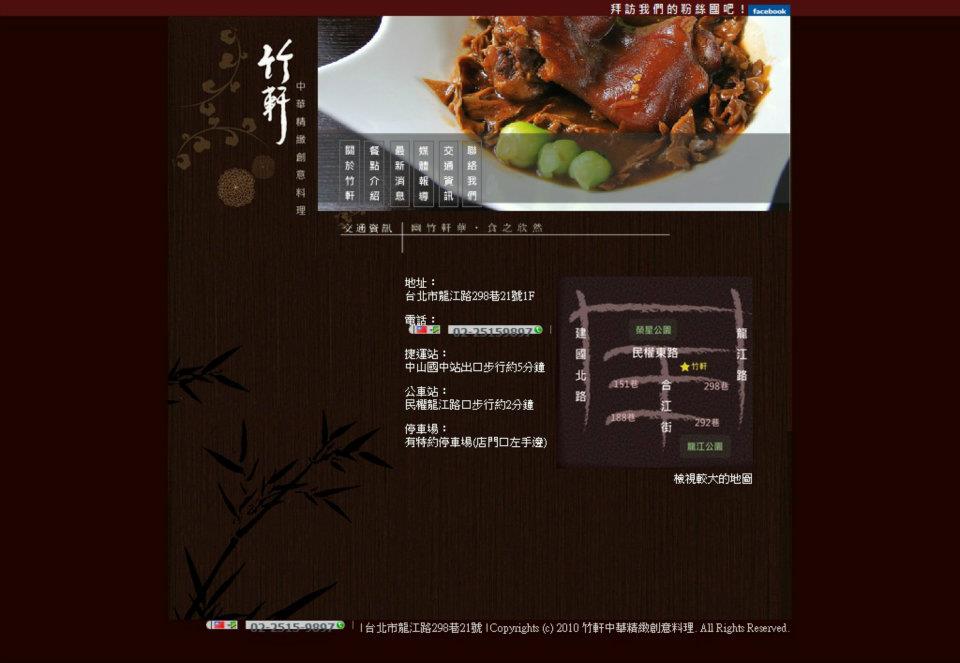 拜訪我們的粉絲團吧！ facebook
竹軒
中華精緻創意料理
關於竹軒
餐點介紹
最新消息
媒體報導
交通資訊
聯絡我們
交通資訊 幽竹軒華・食之欣然
地址：
台北市龍江路298巷21號1F
電話：
02-25159897
捷運站：
中山國中站出口步行約5分鐘
公車站：
民權龍江路口步行約2分鐘
停車場：
有特約停車場(店門口左手邊)
建國北路
榮星公園
龍江路
民權東路
竹軒
151巷
合江街
298巷
188巷
292巷
龍江公園
檢視較大的地圖
02-2515-9897 | 台北市龍江路298巷21號 | Copyrights (c) 2010 竹軒中華精緻創意料理. All Rights Reserved.